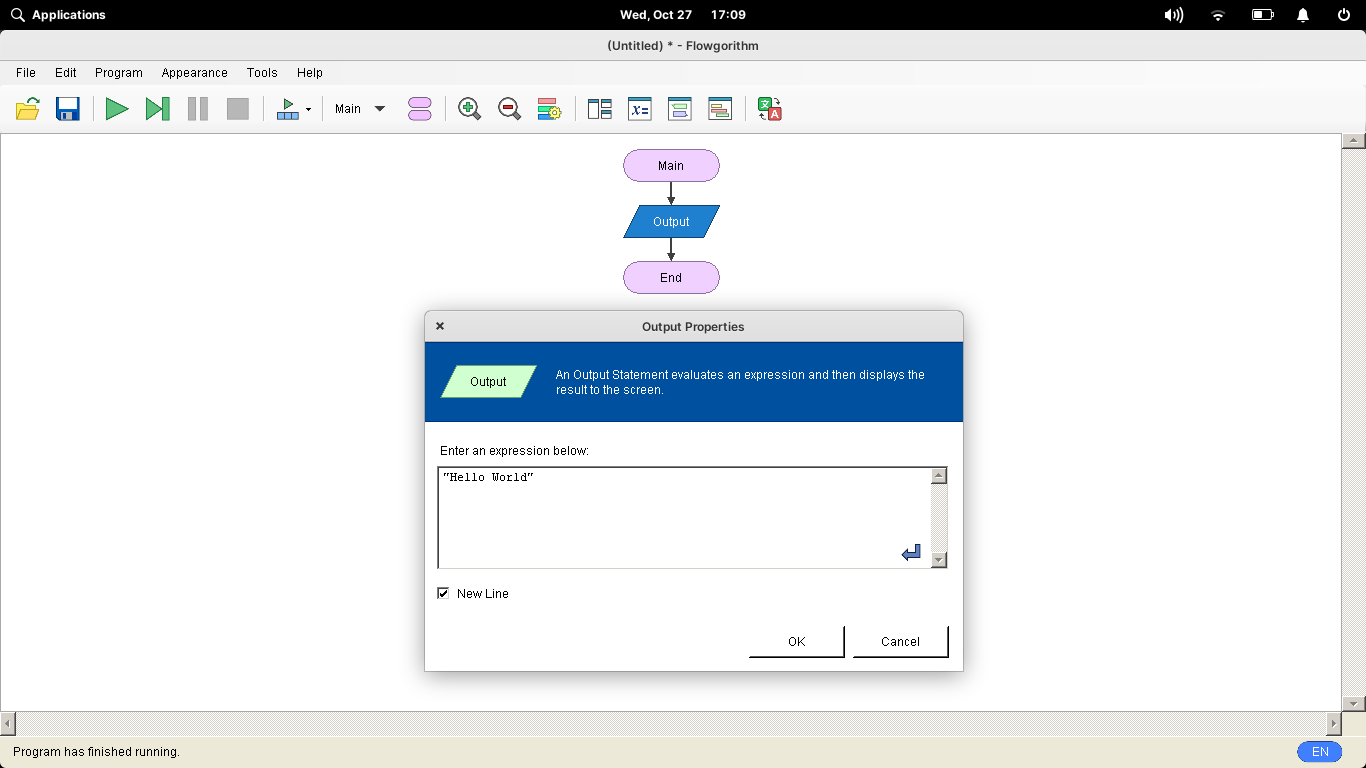 Applications
Wed, Oct 27 17:09
(Untitled) * - Flowgorithm
File Edit Program Appearance Tools Help
Main
x=
文 A
Main
Output
End
Output Properties
Output
An Output Statement evaluates an expression and then displays the
result to the screen.
Enter an expression below:
"Hello World"
New Line
OK Cancel
Program has finished running.
EN